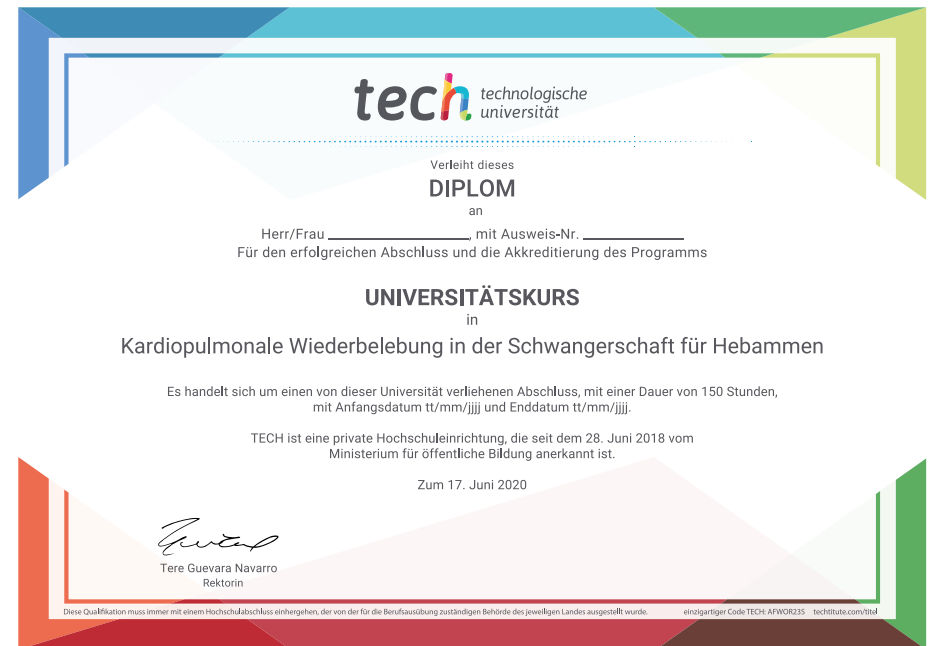 tech technologische
universität
Verleiht dieses
DIPLOM
an
Herr/Frau ____________, mit Ausweis-Nr. ____________
Für den erfolgreichen Abschluss und die Akkreditierung des Programms
UNIVERSITÄTSKURS
in
Kardiopulmonale Wiederbelebung in der Schwangerschaft für Hebammen
Es handelt sich um einen von dieser Universität verliehenen Abschluss, mit einer Dauer von 150 Stunden,
mit Anfangsdatum tt/mm/jjjj und Enddatum tt/mm/jjjj.
TECH ist eine private Hochschuleinrichtung, die seit dem 28. Juni 2018 vom
Ministerium für öffentliche Bildung anerkannt ist.
Zum 17. Juni 2020
Tere Guevara Navarro
Rektorin
Diese Qualifikation muss immer mit einem Hochschulabschluss einhergehen, der von der für die Berufsausübung zuständigen Behörde des jeweiligen Landes ausgestellt wurde. einzigartiger Code TECH: AFWOR23S techtitute.com/titel